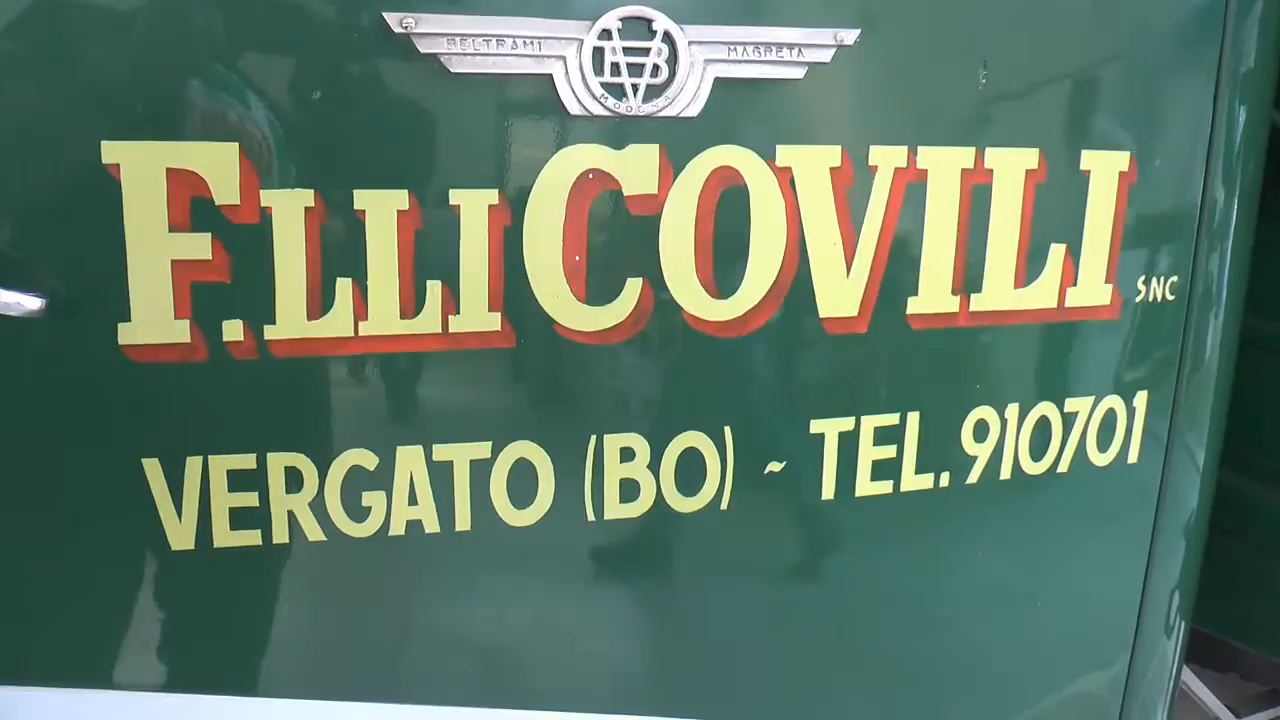 BELTRAMI MAGRETA
MODENA
F.LLI COVILI SNC
VERGATO (BO) ~ TEL. 910701